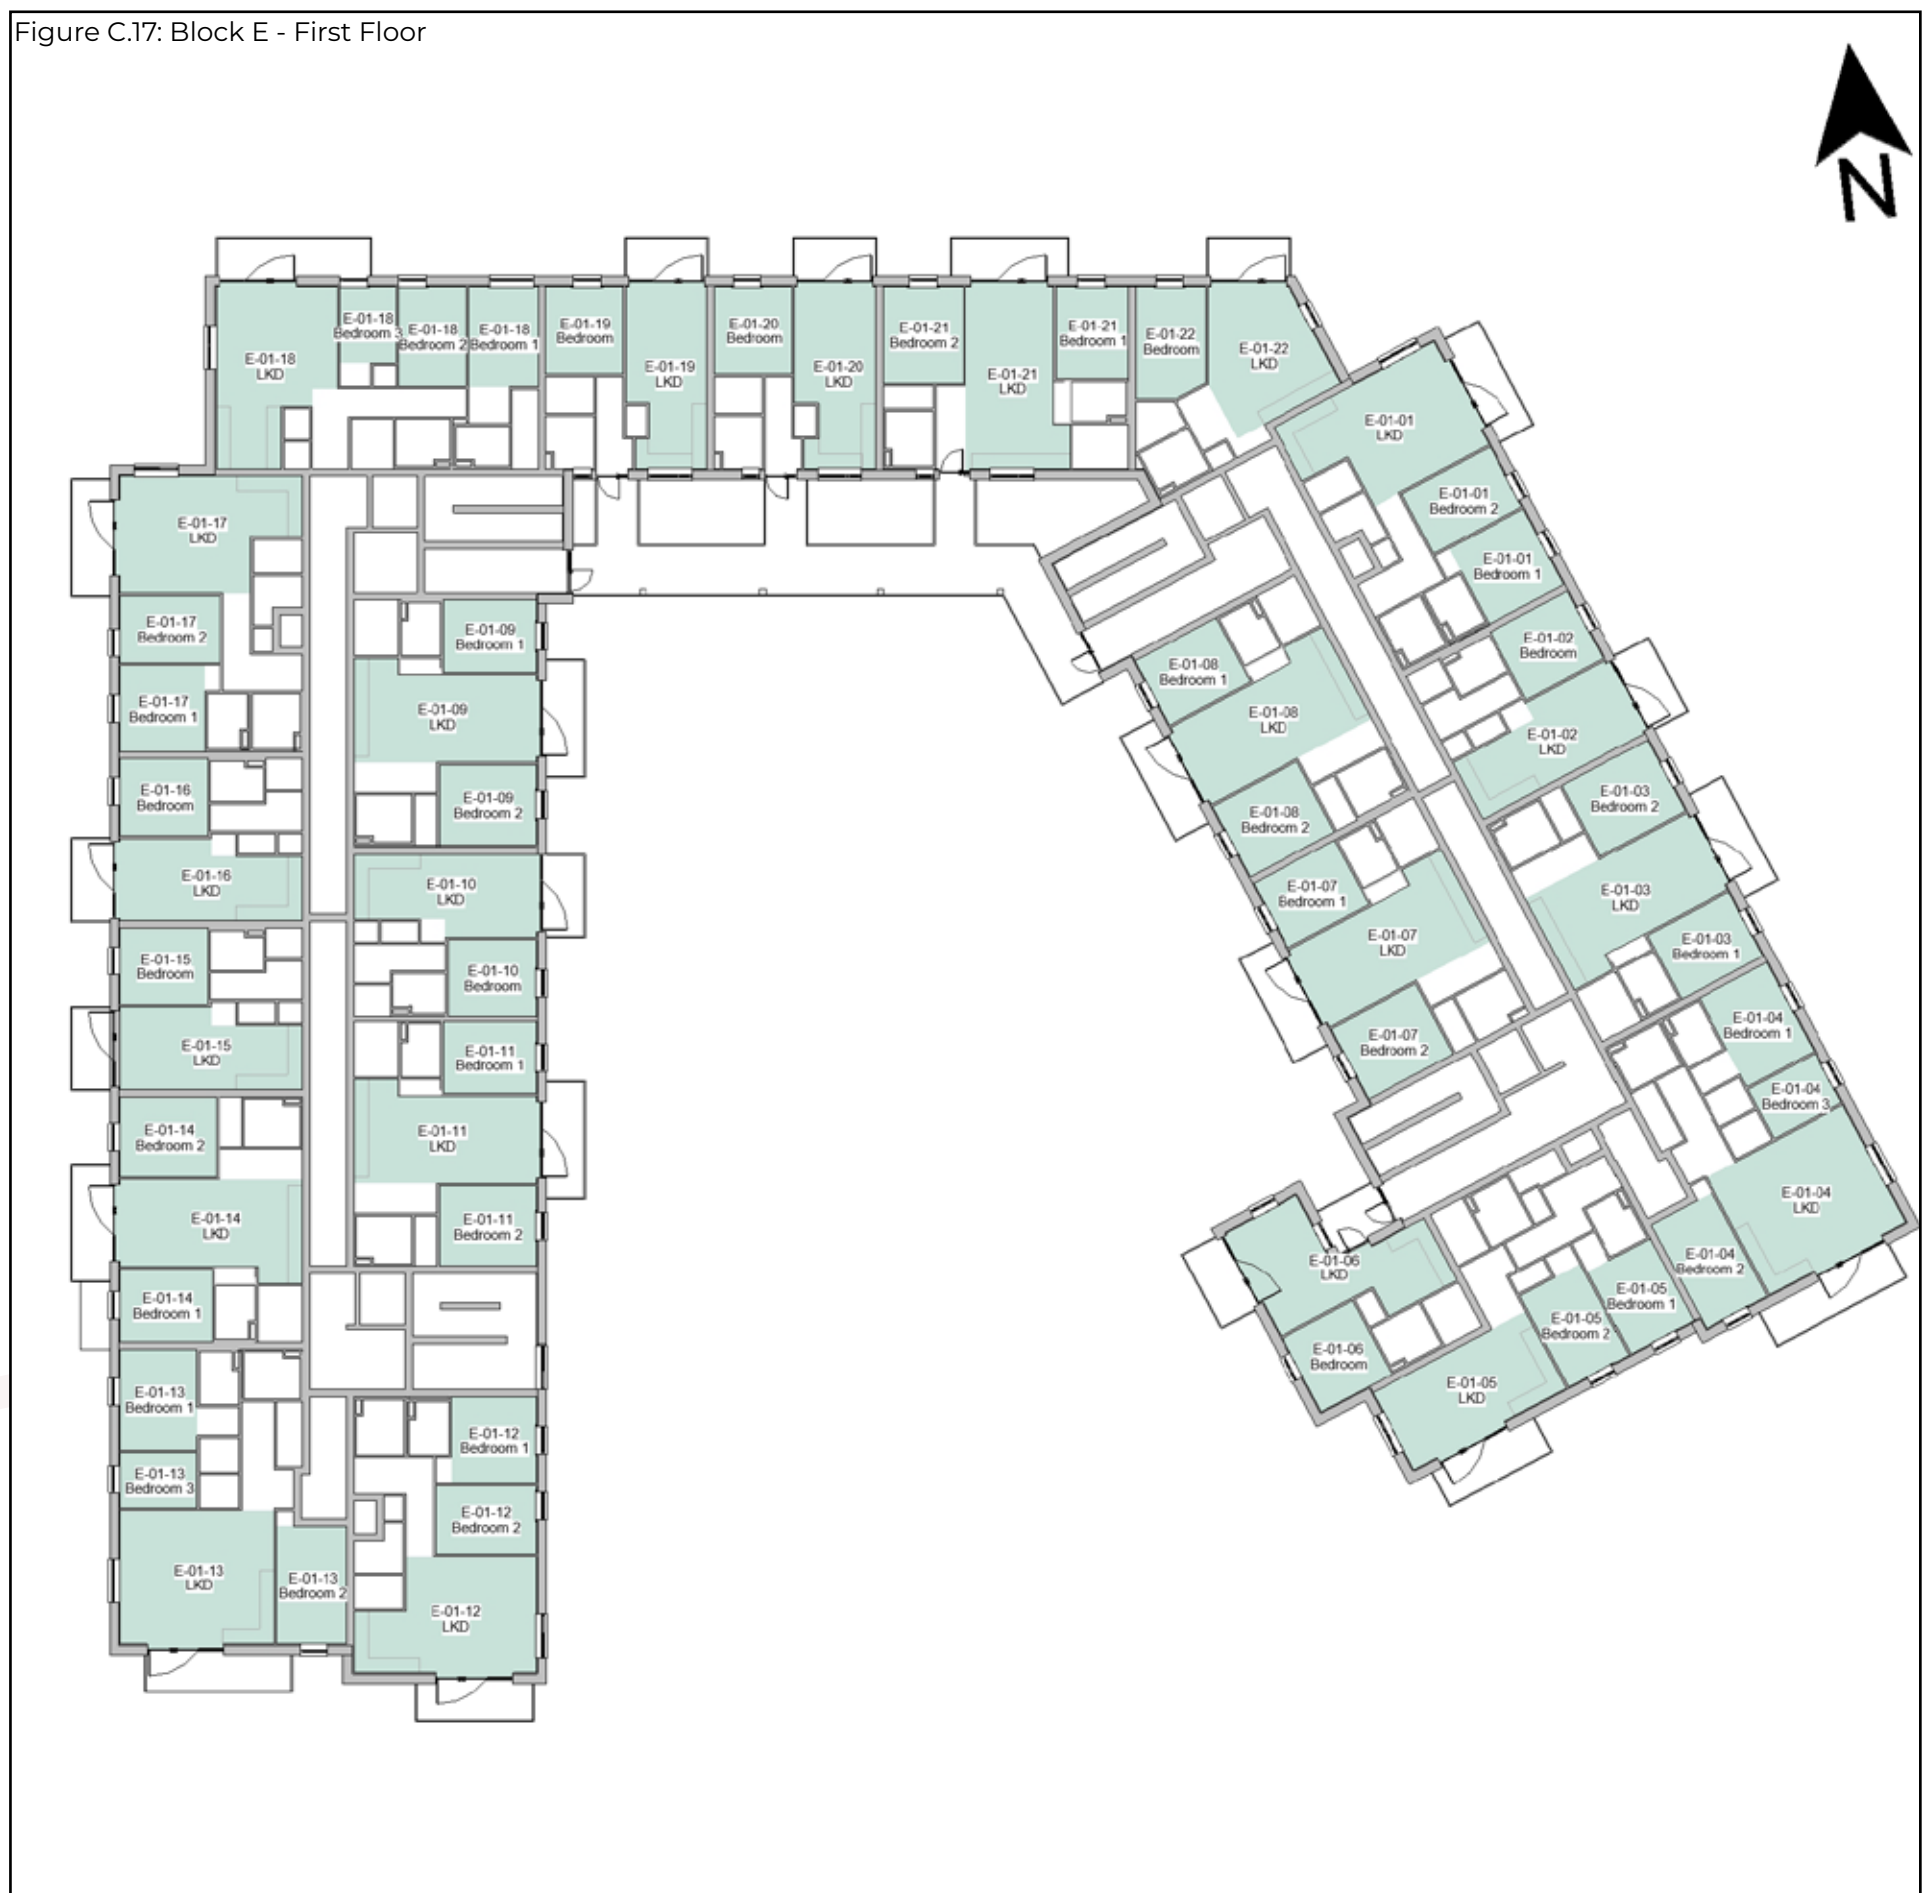 Figure C.17: Block E - First Floor
N
E-01-18
LKD
E-01-18
Bedroom 3
E-01-18
Bedroom 2
E-01-18
Bedroom 1
E-01-19
Bedroom
E-01-19
LKD
E-01-20
Bedroom
E-01-20
LKD
E-01-21
Bedroom 2
E-01-21
LKD
E-01-21
Bedroom 1
E-01-22
Bedroom
E-01-22
LKD
E-01-01
LKD
E-01-01
Bedroom 2
E-01-01
Bedroom 1
E-01-02
Bedroom
E-01-02
LKD
E-01-03
Bedroom 2
E-01-03
LKD
E-01-03
Bedroom 1
E-01-04
Bedroom 1
E-01-04
Bedroom 3
E-01-04
LKD
E-01-04
Bedroom 2
E-01-05
Bedroom 1
E-01-05
Bedroom 2
E-01-05
LKD
E-01-06
LKD
E-01-06
Bedroom
E-01-08
Bedroom 1
E-01-08
LKD
E-01-08
Bedroom 2
E-01-07
Bedroom 1
E-01-07
LKD
E-01-07
Bedroom 2
E-01-17
LKD
E-01-17
Bedroom 2
E-01-17
Bedroom 1
E-01-16
Bedroom
E-01-16
LKD
E-01-15
Bedroom
E-01-15
LKD
E-01-14
Bedroom 2
E-01-14
LKD
E-01-14
Bedroom 1
E-01-13
Bedroom 1
E-01-13
Bedroom 3
E-01-13
LKD
E-01-13
Bedroom 2
E-01-09
Bedroom 1
E-01-09
LKD
E-01-09
Bedroom 2
E-01-10
LKD
E-01-10
Bedroom
E-01-11
Bedroom 1
E-01-11
LKD
E-01-11
Bedroom 2
E-01-12
Bedroom 1
E-01-12
Bedroom 2
E-01-12
LKD